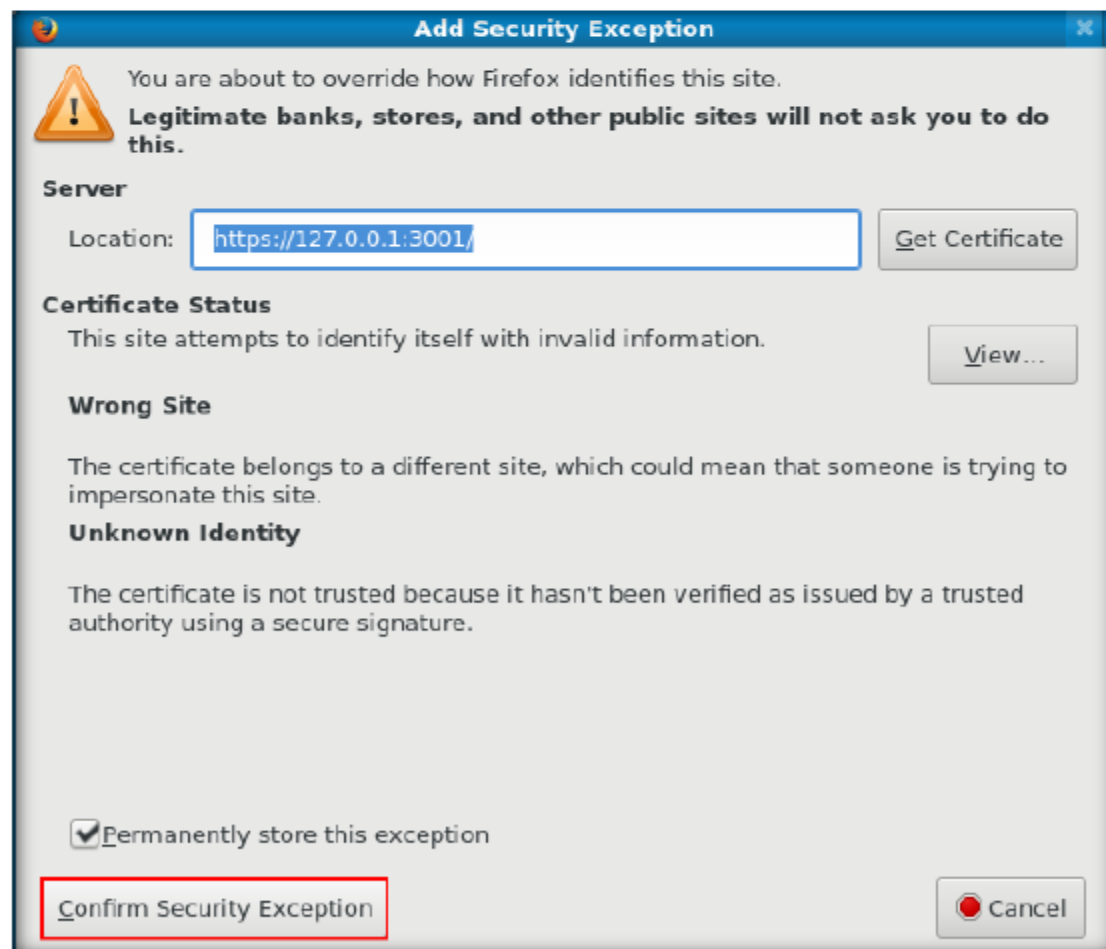 Add Security Exception
You are about to override how Firefox identifies this site.
Legitimate banks, stores, and other public sites will not ask you to do
this.
Server
Location: https://127.0.0.1:3001/ Get Certificate
Certificate Status
This site attempts to identify itself with invalid information.
View...
Wrong Site
The certificate belongs to a different site, which could mean that someone is trying to
impersonate this site.
Unknown Identity
The certificate is not trusted because it hasn't been verified as issued by a trusted
authority using a secure signature.
Permanently store this exception
Confirm Security Exception Cancel